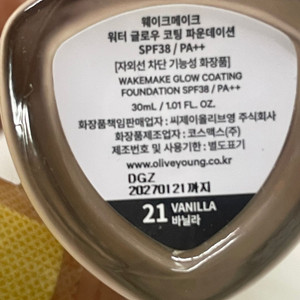 웨이크메이크
워터 글로우 코팅 파운데이션
SPF38 / PA++
[자외선 차단 기능성 화장품]
WAKEMAKE GLOW COATING
FOUNDATION SPF38 / PA++
30mL / 1.01 FL. OZ.
화장품책임판매업자 : 씨제이올리브영 주식회사
화장품제조업자 : 코스맥스(주)
제조번호 및 사용기한 : 별도표기
www.oliveyoung.co.kr
DGZ
20270121까지
21 VANILLA
바닐라